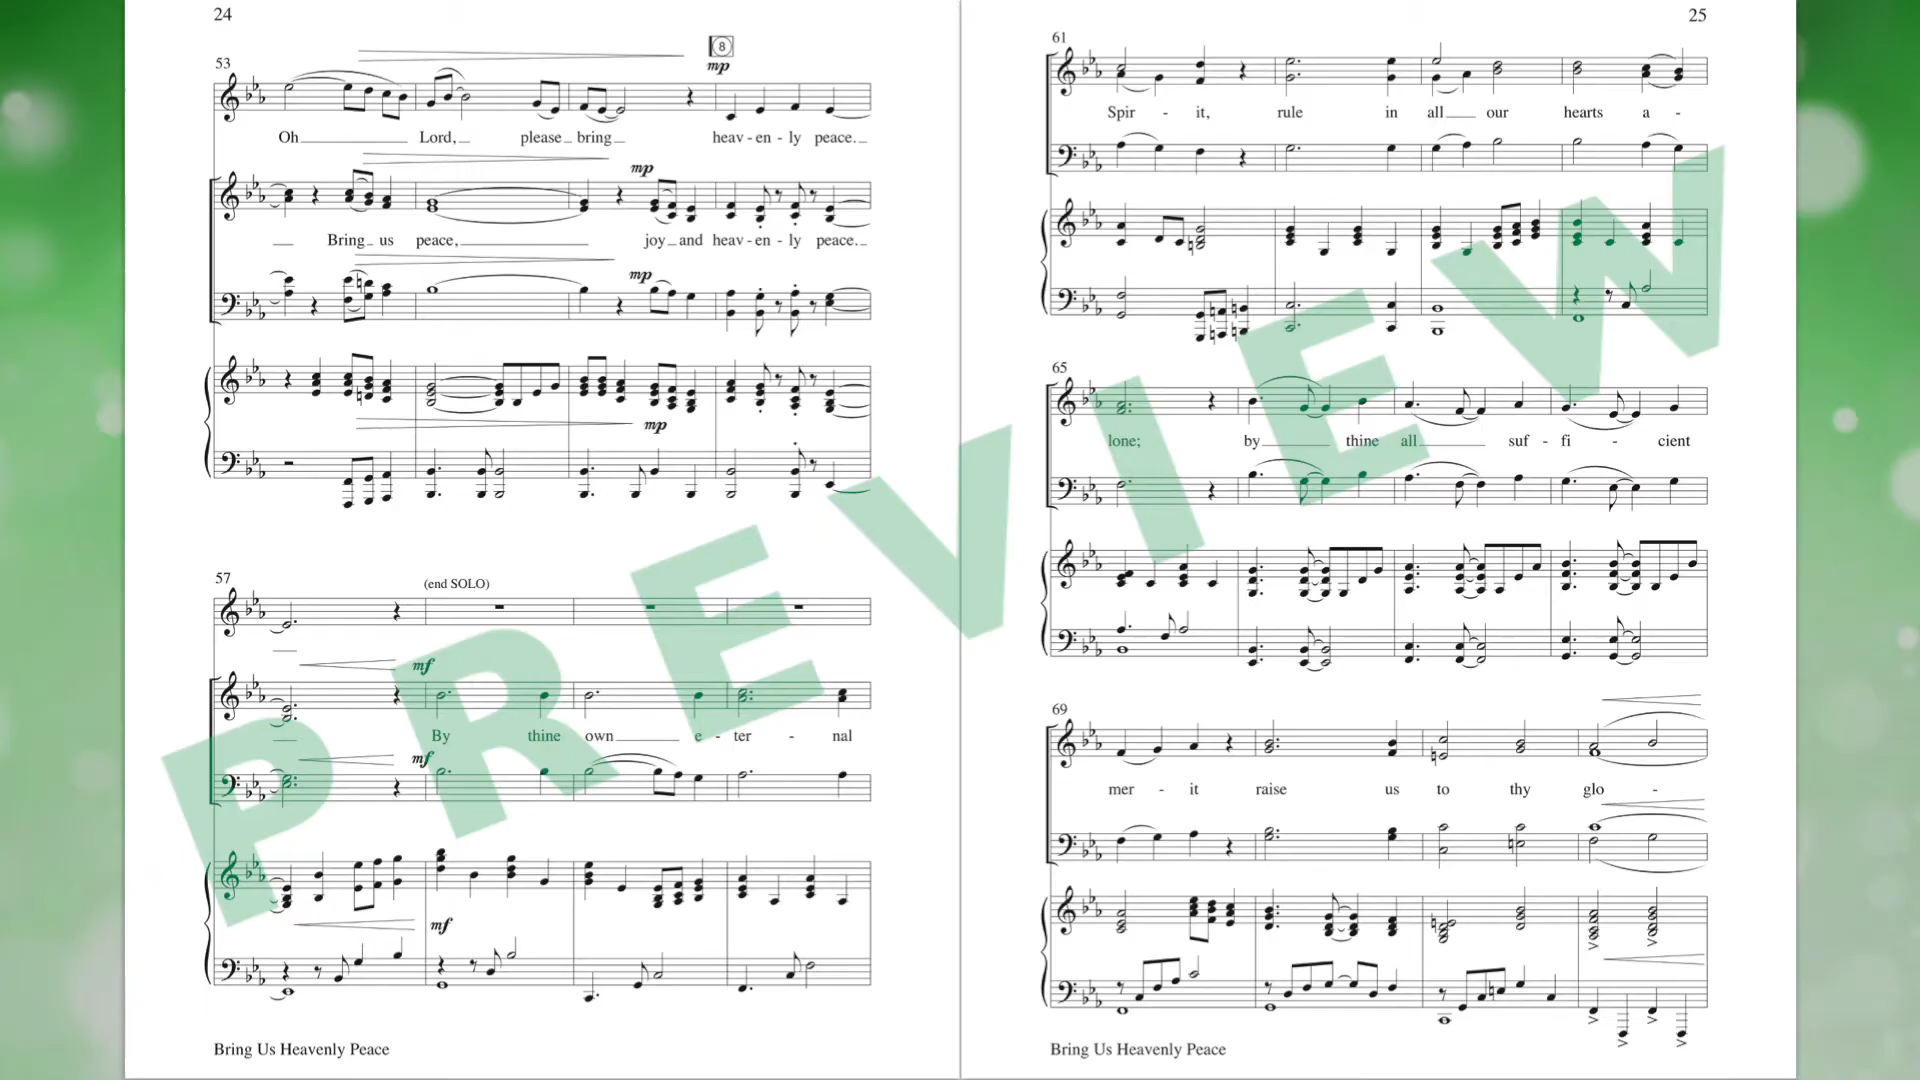 24
8
mp
53
Oh Lord, please bring heav - en - ly peace.
mp
Bring us peace, joy and heav - en - ly peace.
mp
mp
57
(end SOLO)
mf
By thine own e - ter - nal
mf
mf
Bring Us Heavenly Peace
25
61
Spir - it, rule in all our hearts a -
65
lone; by thine all suf - fi - cient
69
mer - it raise us to thy glo -
Bring Us Heavenly Peace
PREVIEW